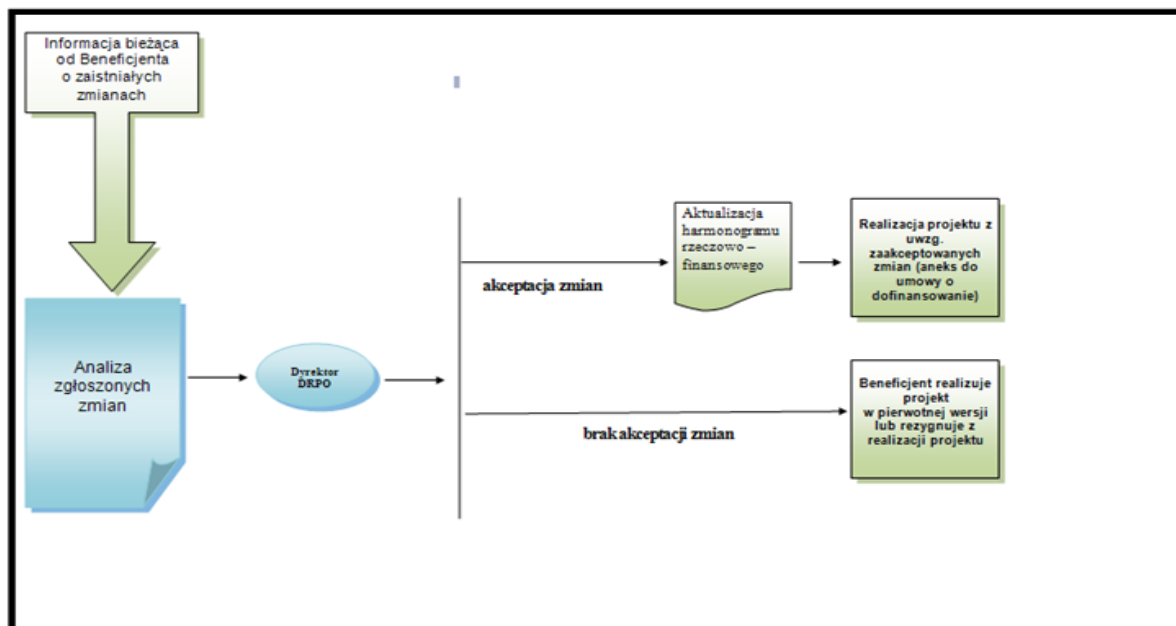 Informacja bieżąca
od Beneficjenta
o zaistniałych
zmianach
Analiza
zgłoszonych
zmian
Dyrektor
DRPO
akceptacja zmian
Aktualizacja
harmonogramu
rzeczowo –
finansowego
Realizacja projektu z
uwzg.
zaakceptowanych
zmian (aneks do
umowy o
dofinansowanie)
brak akceptacji zmian
Beneficjent realizuje
projekt
w pierwotnej wersji
lub rezygnuje z
realizacji projektu